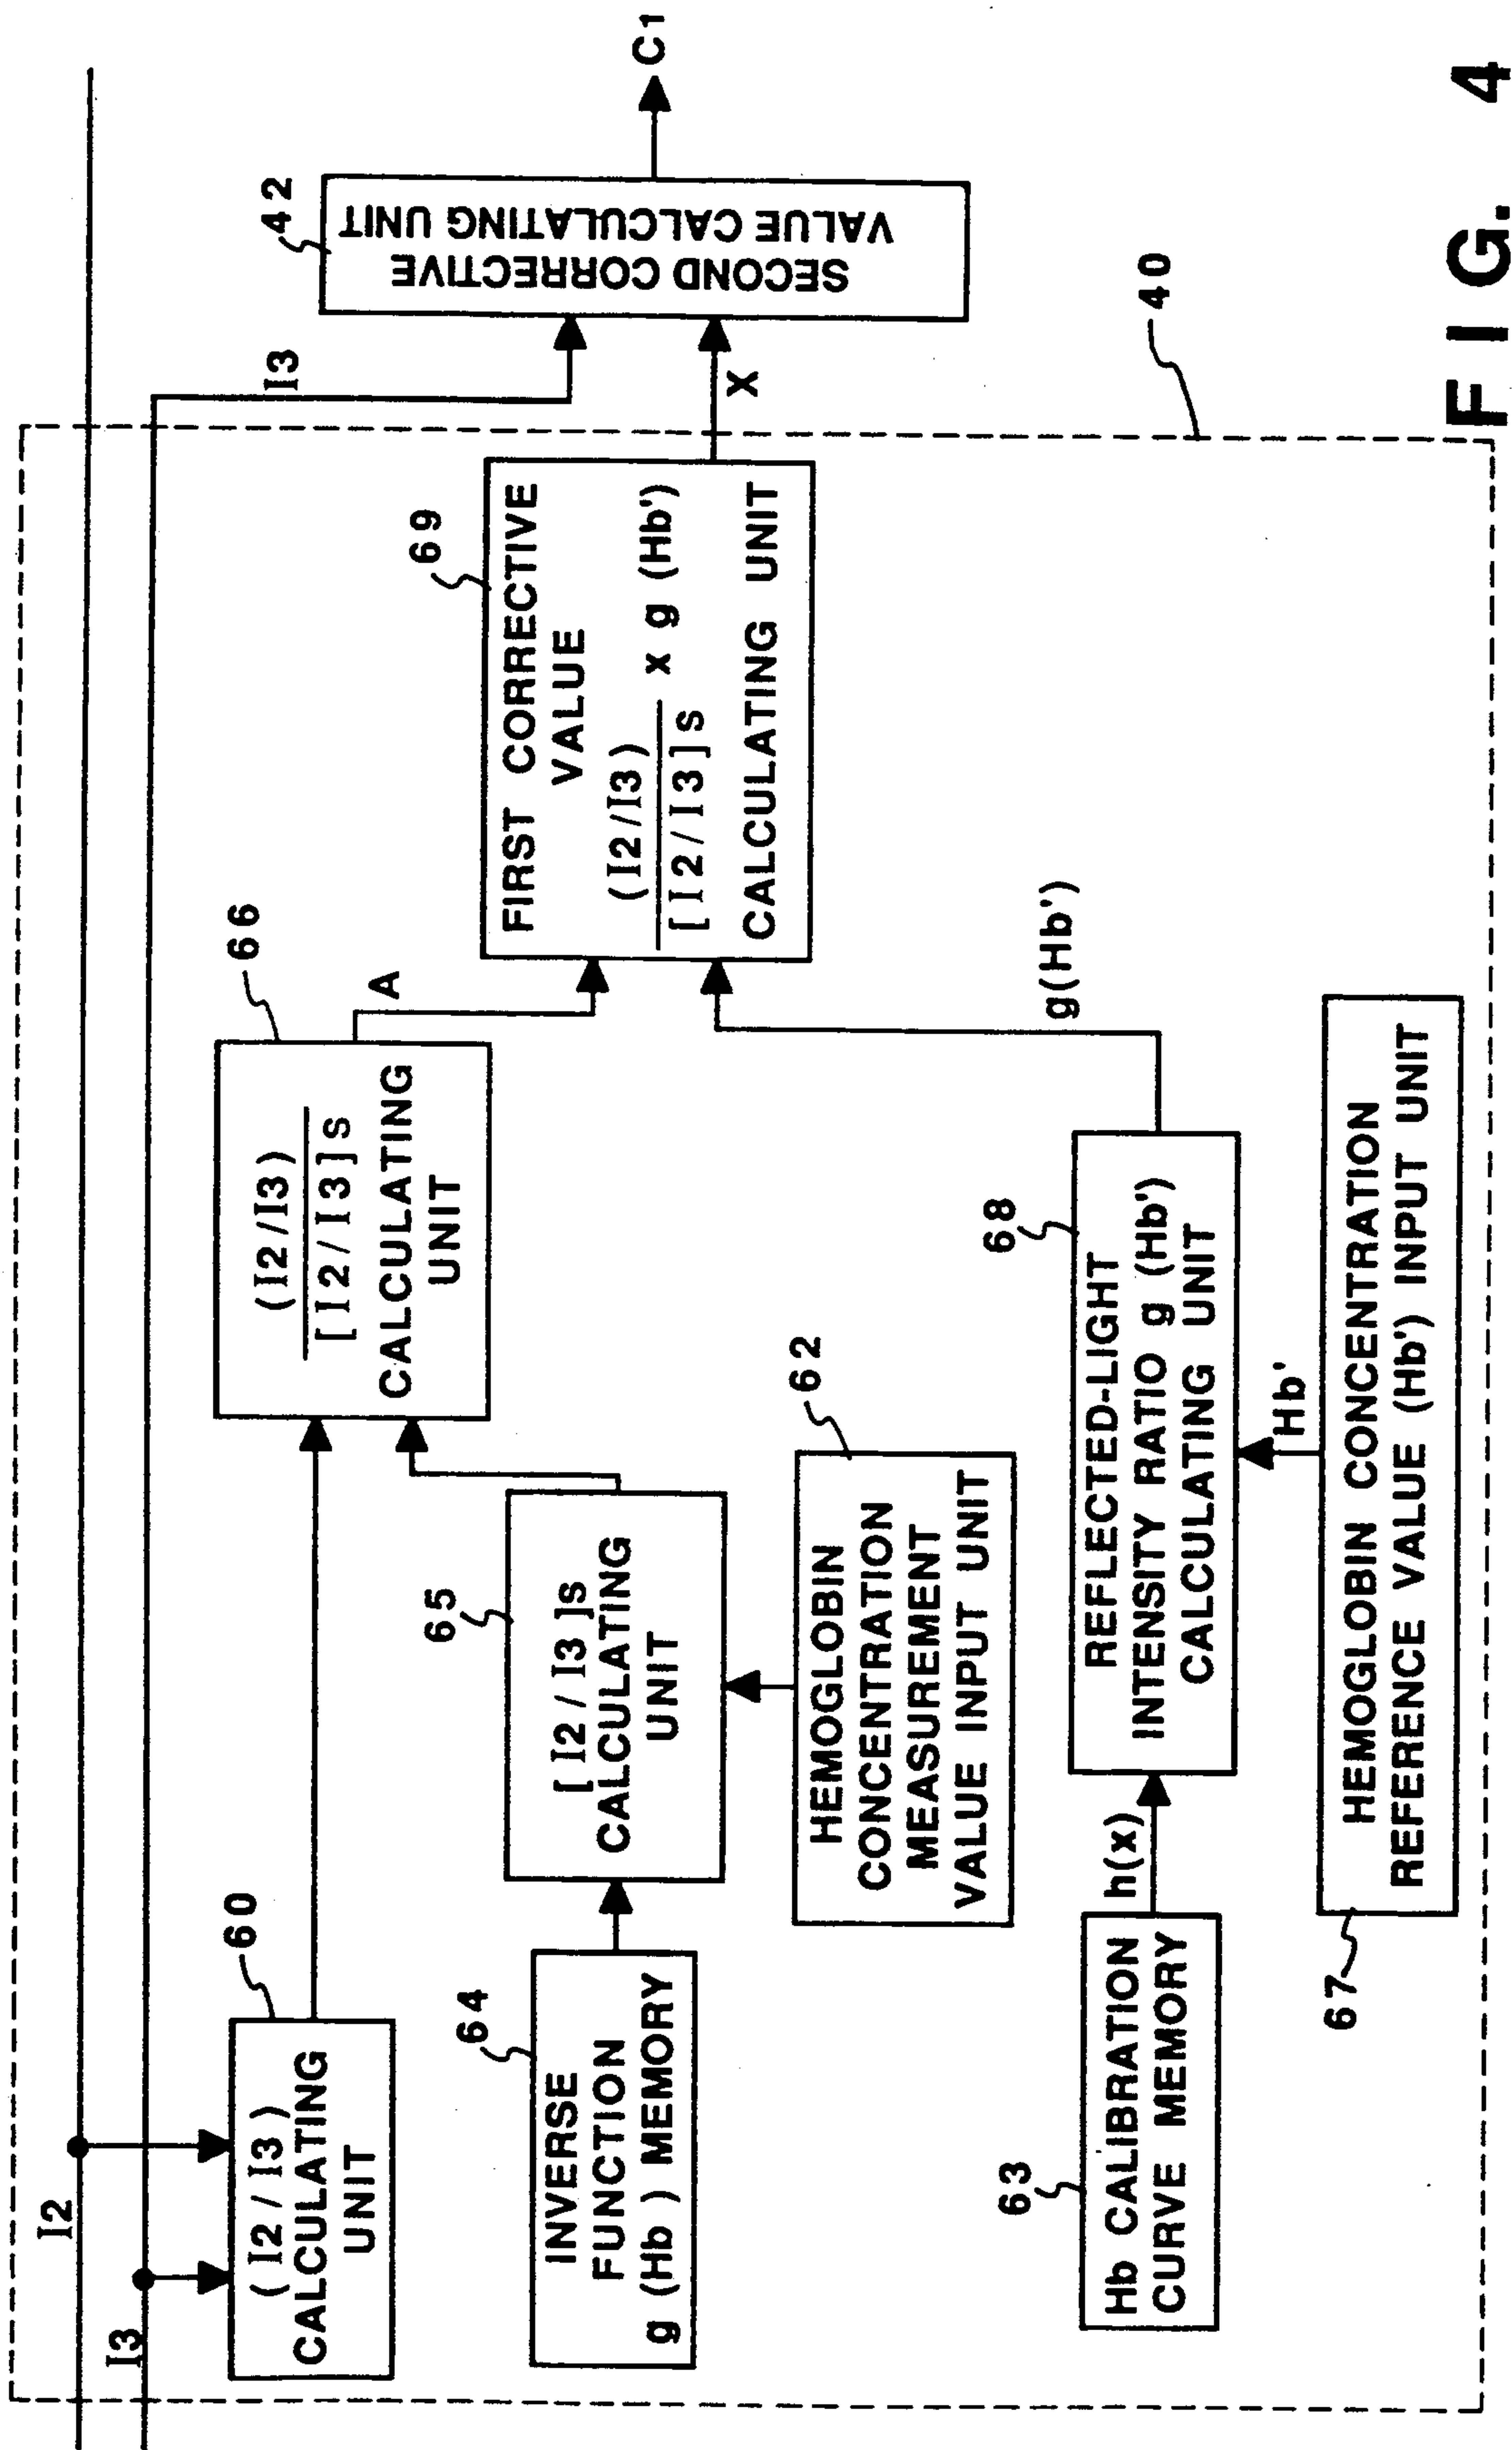 I2
I3
60
( I2 / I3 )
CALCULATING
UNIT
64
INVERSE
FUNCTION
g (Hb ) MEMORY
65
[ I2 / I3 ]S
CALCULATING
UNIT
62
HEMOGLOBIN
CONCENTRATION
MEASUREMENT
VALUE INPUT UNIT
66
(I2/I3)
[I2/I3]S
CALCULATING
UNIT
A
63
Hb CALIBRATION
CURVE MEMORY
h(x)
68
REFLECTED-LIGHT
INTENSITY RATIO g (Hb')
CALCULATING UNIT
Hb'
67
HEMOGLOBIN CONCENTRATION
REFERENCE VALUE (Hb') INPUT UNIT
g(Hb')
69
FIRST CORRECTIVE
VALUE
(I2/I3)
[I2/I3]S
x g (Hb')
CALCULATING UNIT
X
I3
42
SECOND CORRECTIVE
VALUE CALCULATING UNIT
C1
40
FIG. 4